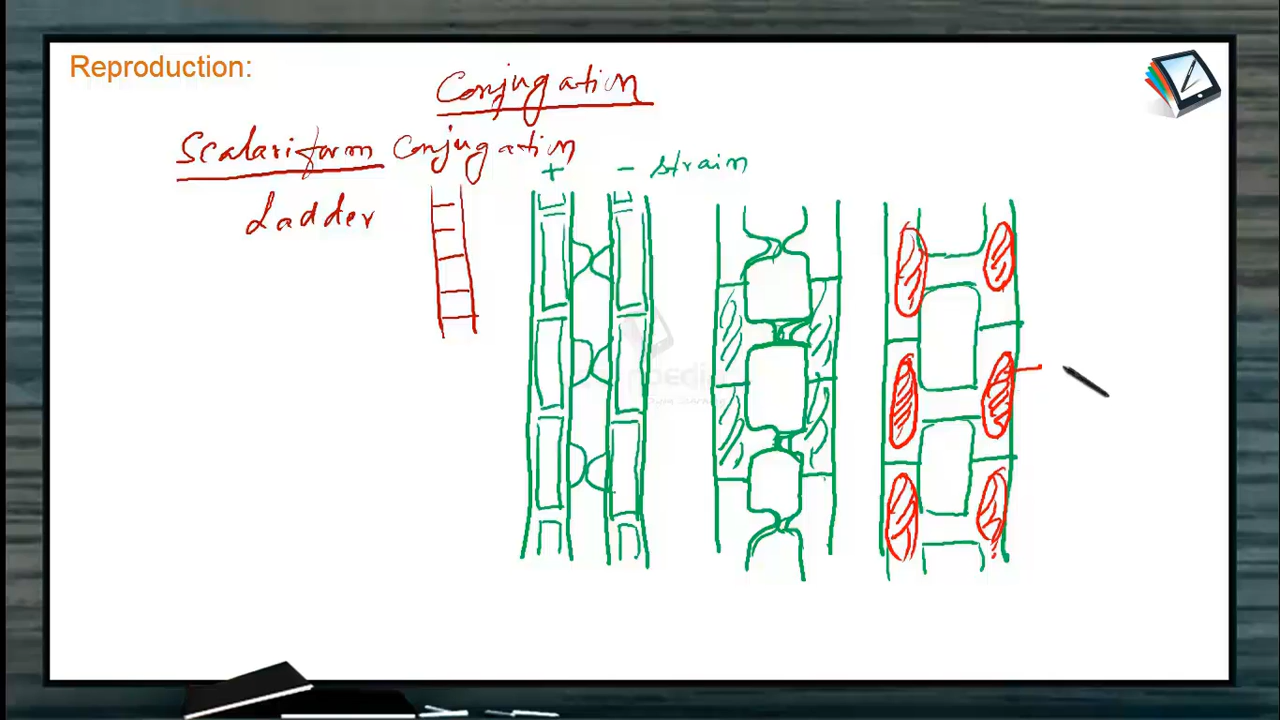 Reproduction:
Conjugation
Scalariform Conjugation
+ - strain
Ladder